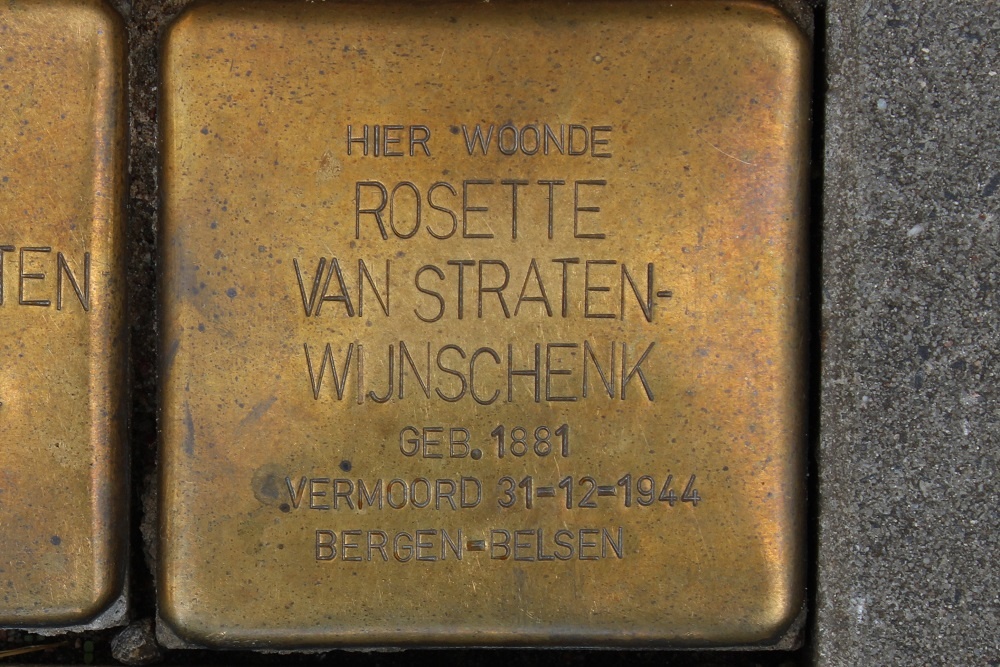 HIER WOONDE
ROSETTE
VAN STRATEN-
WIJNSCHENK
GEB. 1881
VERMOORD 31-12-1944
BERGEN-BELSEN
TEN